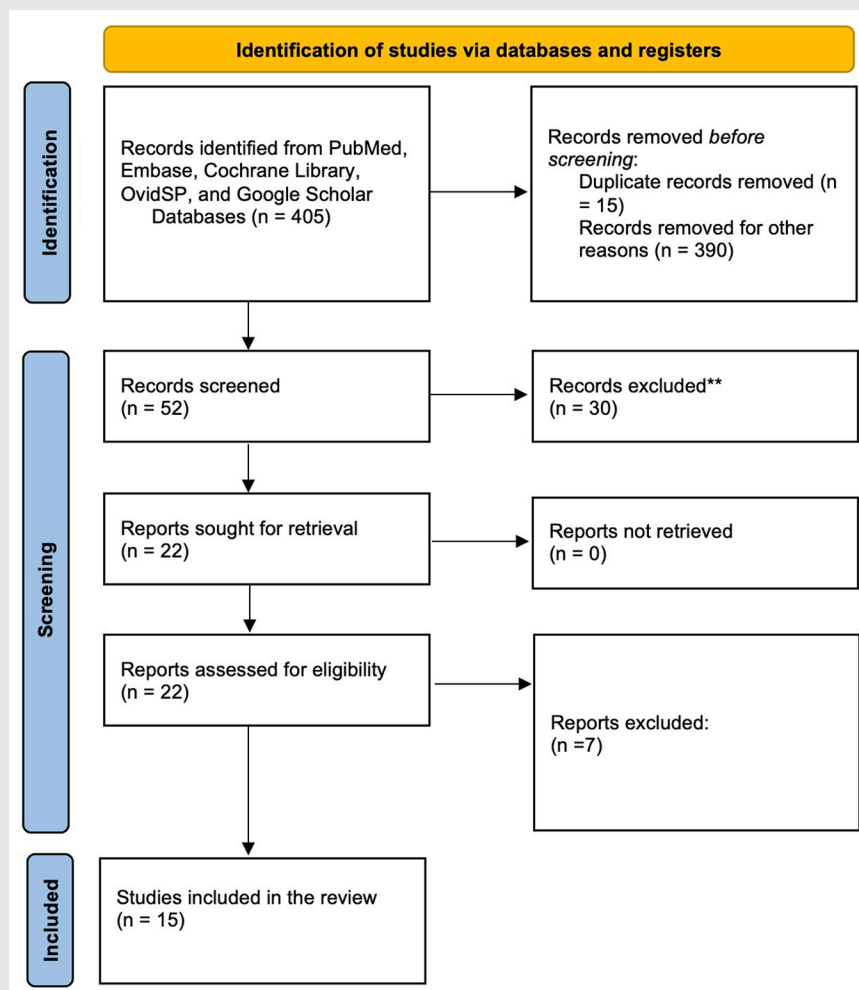 Identification of studies via databases and registers
Identification
Records identified from PubMed,
Embase, Cochrane Library,
OvidSP, and Google Scholar
Databases (n = 405)
Records removed before
screening:
Duplicate records removed (n
= 15)
Records removed for other
reasons (n = 390)
Screening
Records screened
(n = 52)
Records excluded**
(n = 30)
Reports sought for retrieval
(n = 22)
Reports not retrieved
(n = 0)
Reports assessed for eligibility
(n = 22)
Reports excluded:
(n =7)
Included
Studies included in the review
(n = 15)